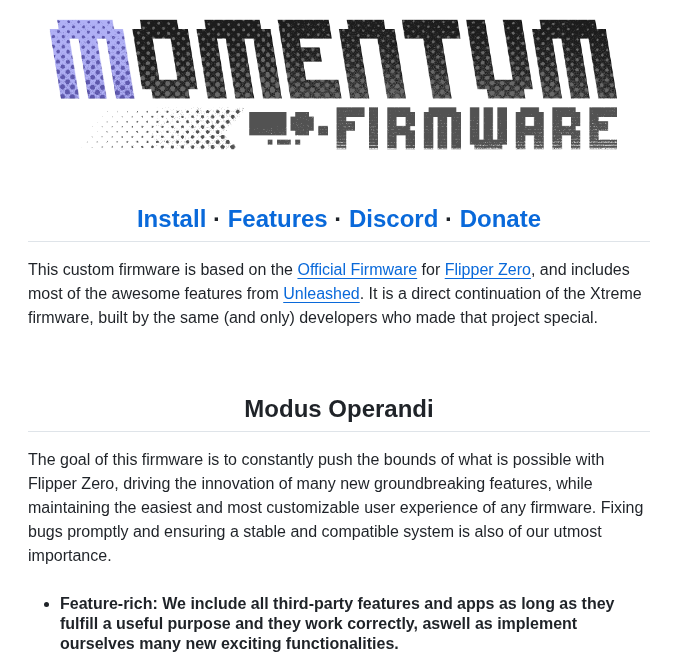 MOMENTUM
FIRMWARE
Install · Features · Discord · Donate
This custom firmware is based on the Official Firmware for Flipper Zero, and includes
most of the awesome features from Unleashed. It is a direct continuation of the Xtreme
firmware, built by the same (and only) developers who made that project special.
Modus Operandi
The goal of this firmware is to constantly push the bounds of what is possible with
Flipper Zero, driving the innovation of many new groundbreaking features, while
maintaining the easiest and most customizable user experience of any firmware. Fixing
bugs promptly and ensuring a stable and compatible system is also of our utmost
importance.
• Feature-rich: We include all third-party features and apps as long as they
fulfill a useful purpose and they work correctly, aswell as implement
ourselves many new exciting functionalities.